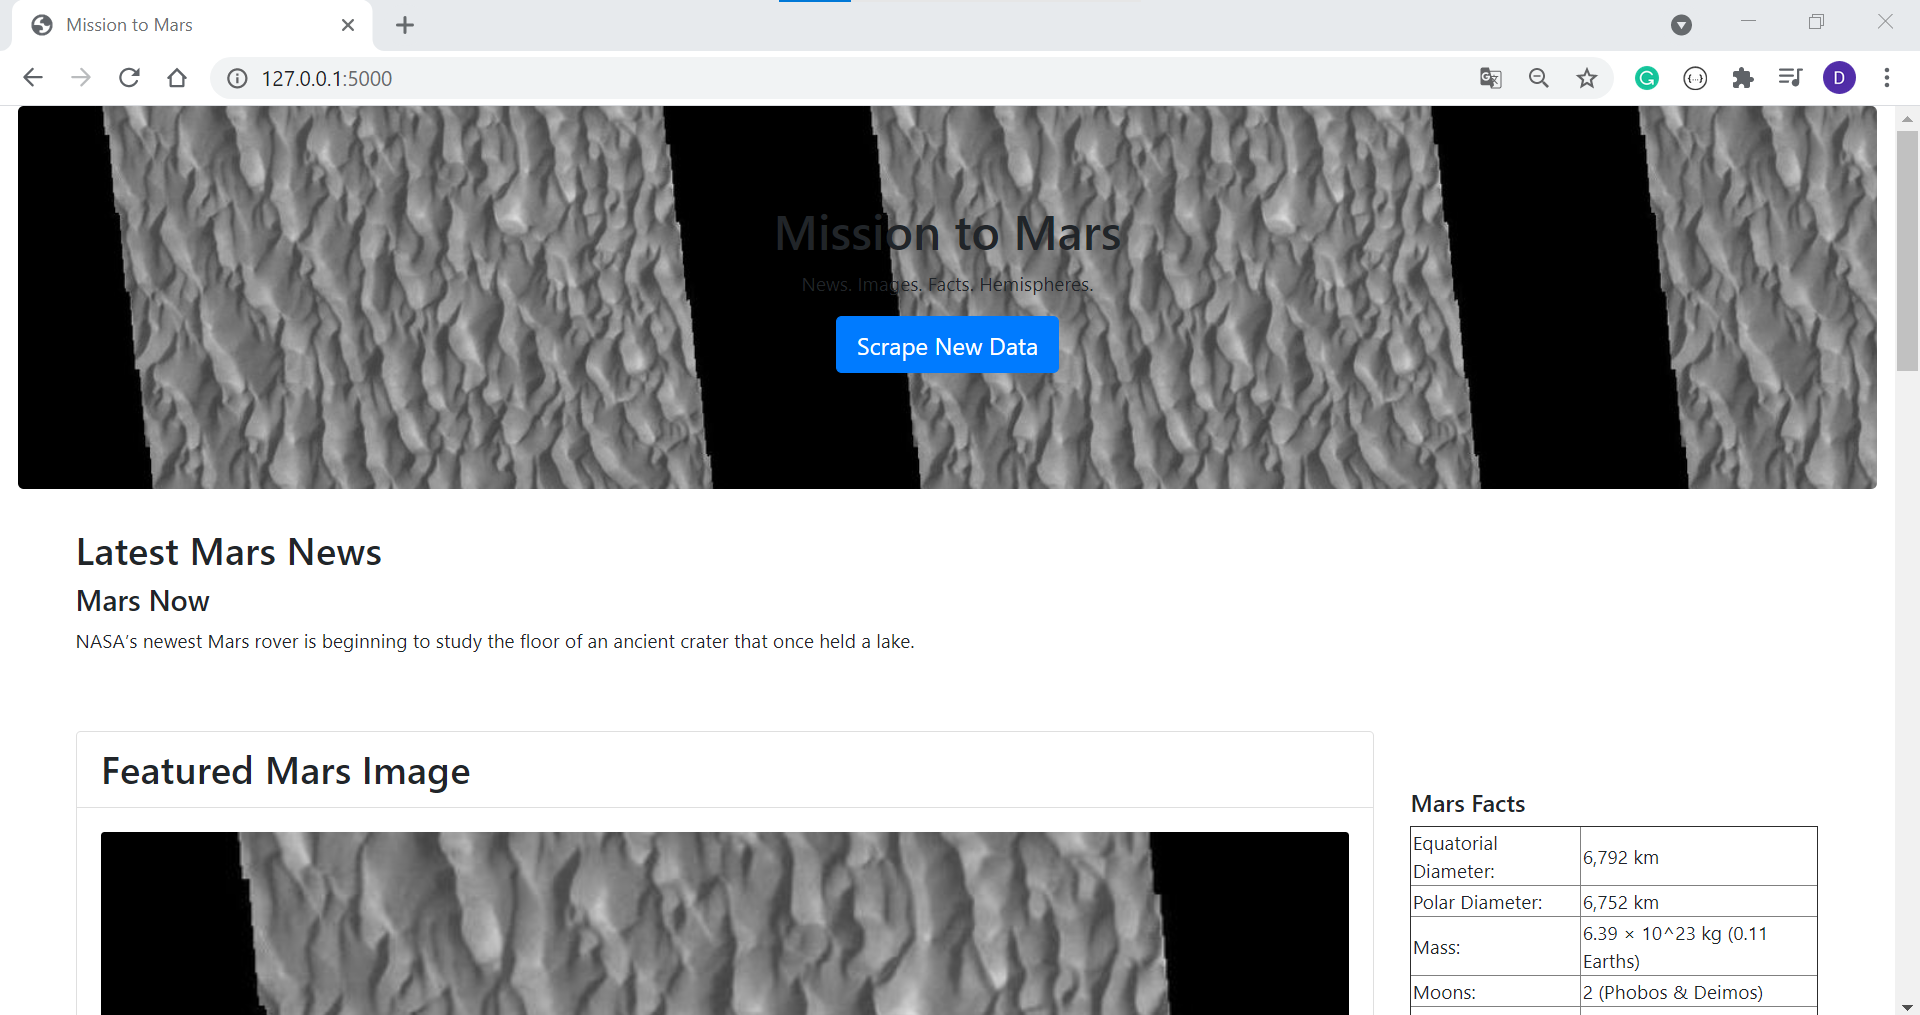 Mission to Mars
127.0.0.1:5000
D
Mission to Mars
News. Images. Facts. Hemispheres.
Scrape New Data
Latest Mars News
Mars Now
NASA's newest Mars rover is beginning to study the floor of an ancient crater that once held a lake.
Featured Mars Image
Mars Facts
Equatorial
Diameter:
6,792 km
Polar Diameter:
6,752 km
Mass:
6.39 × 10^23 kg (0.11
Earths)
Moons:
2 (Phobos & Deimos)